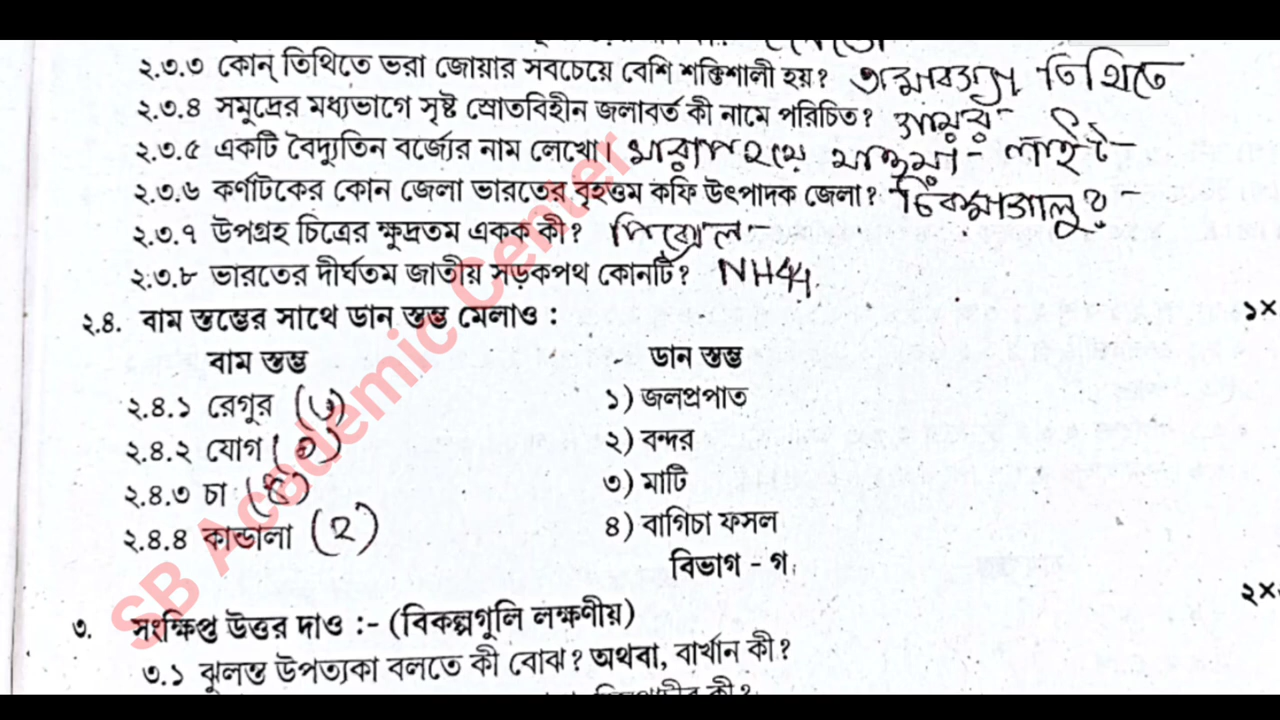 ২.৩.৩ কোন্ তিথিতে ভরা জোয়ার সবচেয়ে বেশি শক্তিশালী হয়? অমাবস্যা তিথিতে
২.৩.৪ সমুদ্রের মধ্যভাগে সৃষ্ট স্রোতবিহীন জলাবর্ত কী নামে পরিচিত?
২.৩.৫ একটি বৈদ্যুতিন বর্জ্যের নাম লেখো। খারাপ হয়ে যাওয়া লাইট
২.৩.৬ কর্ণাটকের কোন জেলা ভারতের বৃহত্তম কফি উৎপাদক জেলা? চিকমাগালুর
২.৩.৭ উপগ্রহ চিত্রের ক্ষুদ্রতম একক কী? পিক্সেল
২.৩.৮ ভারতের দীর্ঘতম জাতীয় সড়কপথ কোনটি? NH44
২.৪. বাম স্তম্ভের সাথে ডান স্তম্ভ মেলাও : ১×
বাম স্তম্ভ ডান স্তম্ভ
২.৪.১ রেগুর (৩) ১) জলপ্রপাত
২.৪.২ যোগ (১) ২) বন্দর
২.৪.৩ চা (৪) ৩) মাটি
২.৪.৪ কান্ডালা (২) ৪) বাগিচা ফসল
বিভাগ - গ
২×
৩. সংক্ষিপ্ত উত্তর দাও :- (বিকল্পগুলি লক্ষণীয়)
৩.১ ঝুলন্ত উপত্যকা বলতে কী বোঝ? অথবা, বার্খান কী?
SB Academic Center